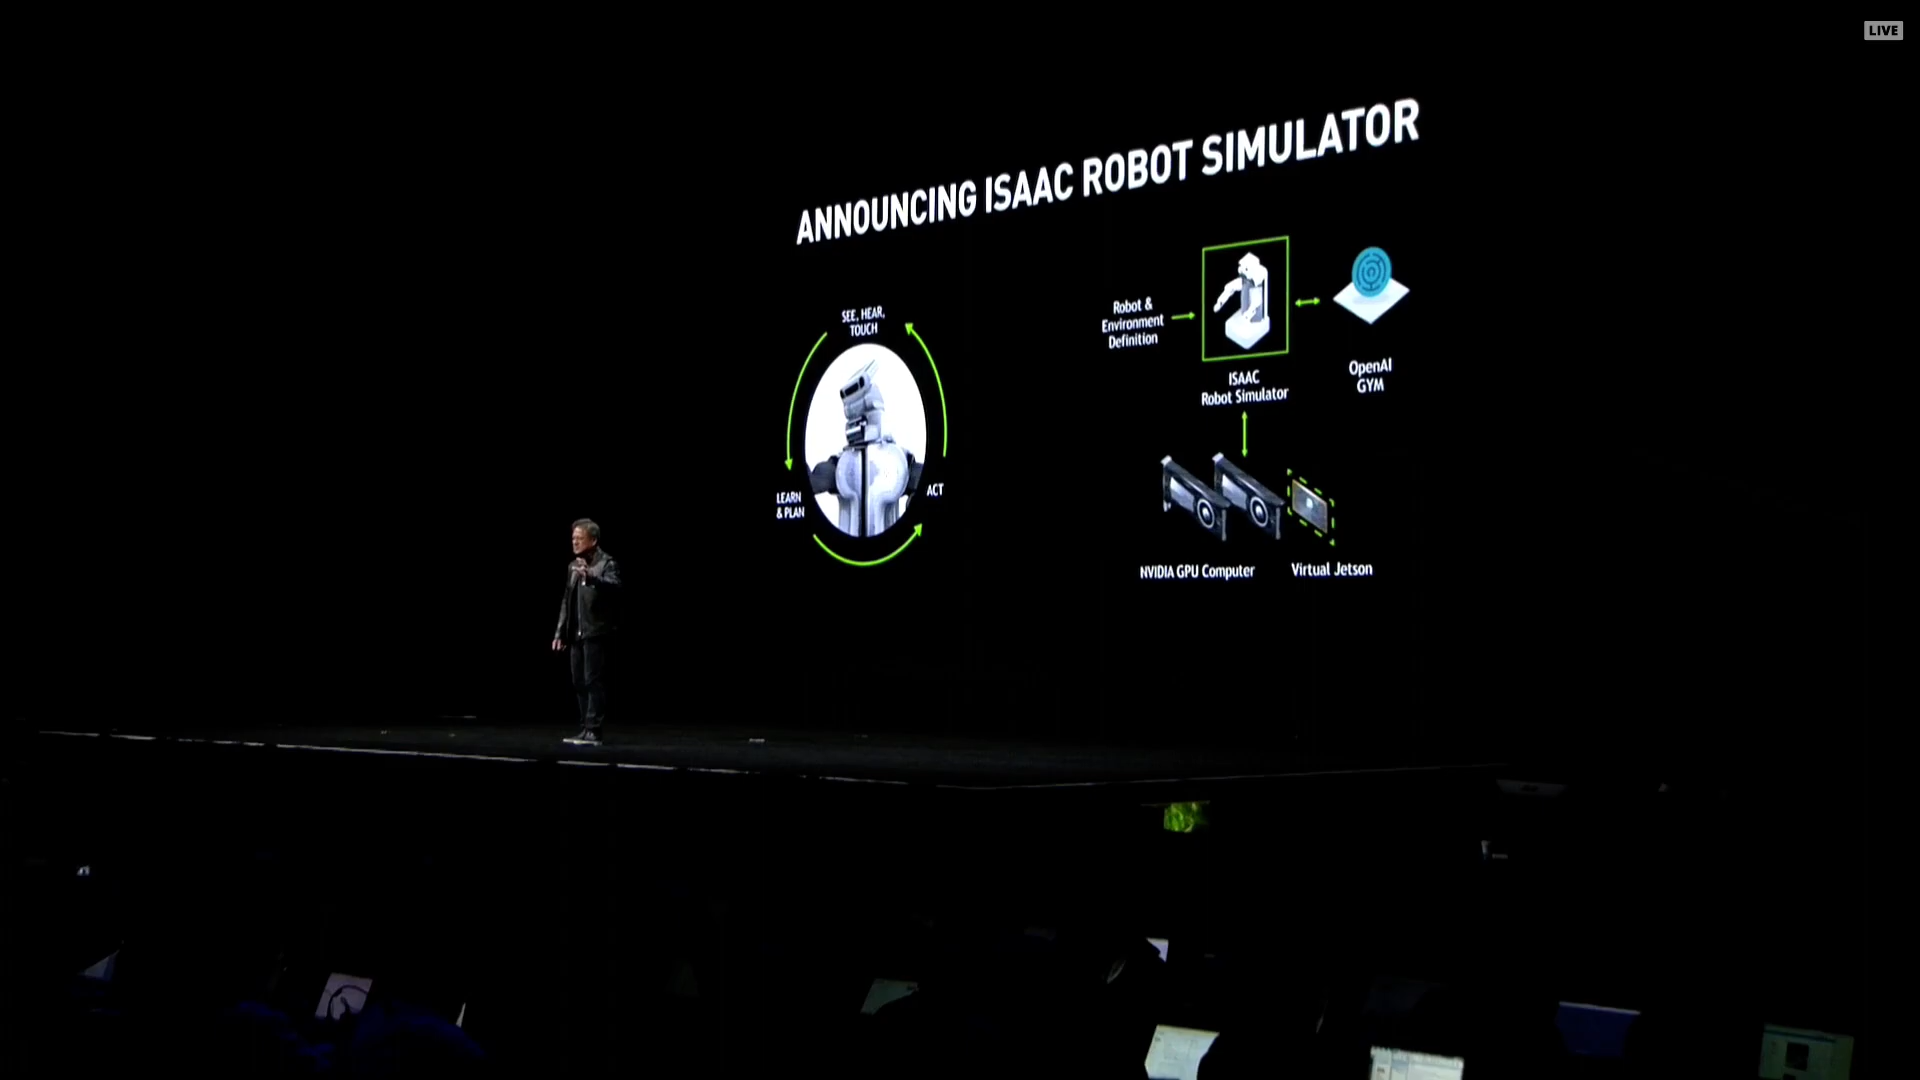 LIVE
ANNOUNCING ISAAC ROBOT SIMULATOR
SEE, HEAR,
TOUCH
LEARN
& PLAN
ACT
Robot &
Environment
Definition
ISAAC
Robot Simulator
OpenAI
GYM
NVIDIA GPU Computer
Virtual Jetson